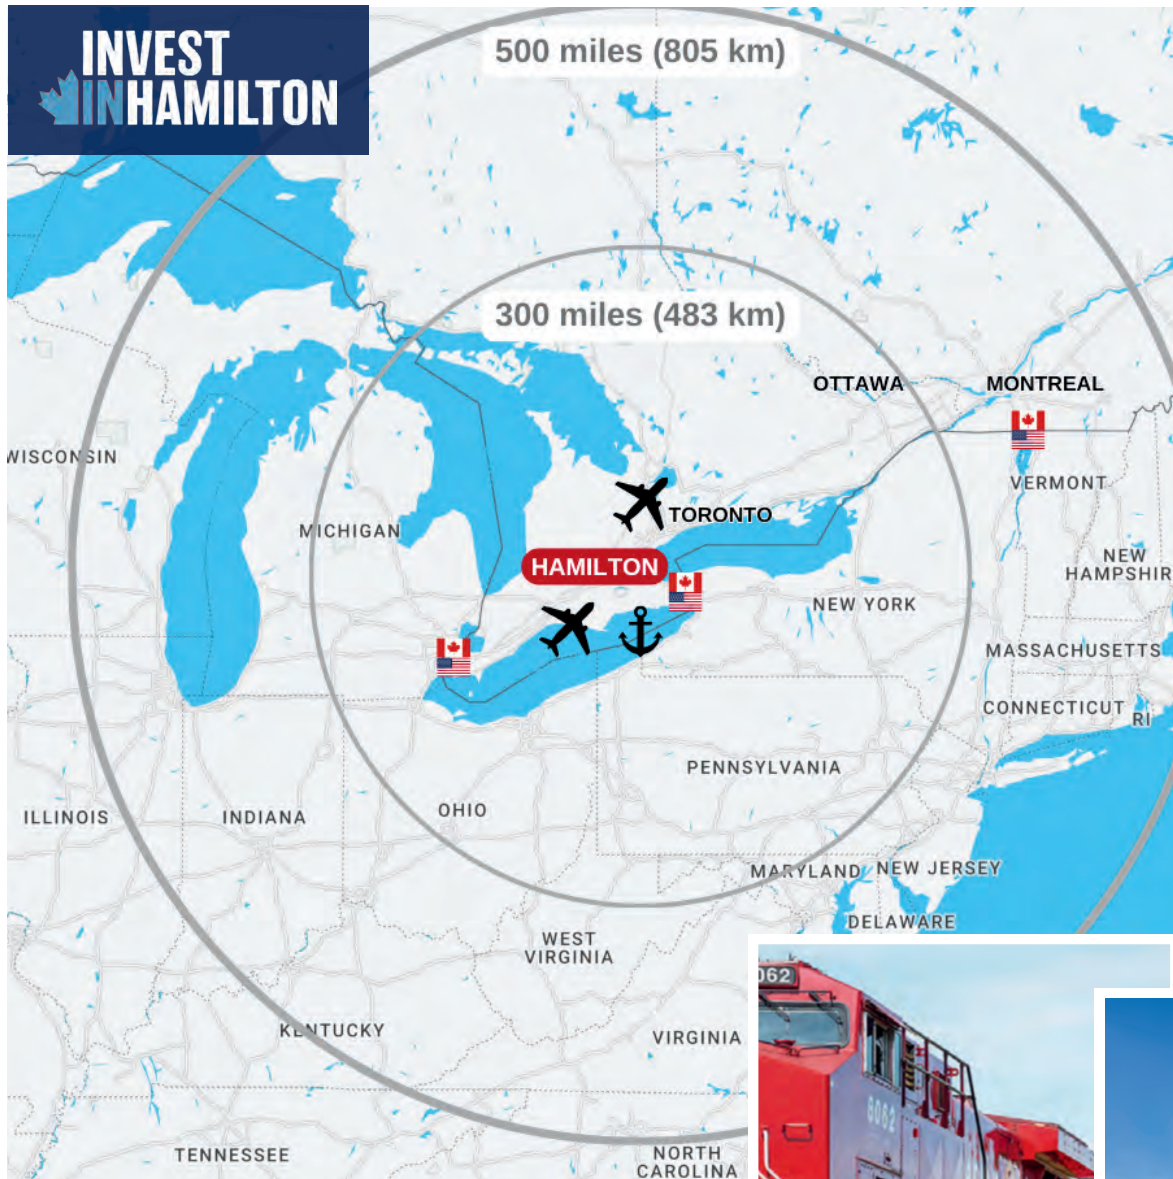 INVEST
INHAMILTON
500 miles (805 km)
300 miles (483 km)
OTTAWA
MONTREAL
WISCONSIN
VERMONT
TORONTO
MICHIGAN
NEW
HAMPSHIR
HAMILTON
NEW YORK
MASSACHUSETTS
CONNECTICUT
RI
PENNSYLVANIA
OHIO
ILLINOIS
INDIANA
MARYLAND
NEW JERSEY
DELAWARE
WEST
VIRGINIA
062
KENTUCKY
VIRGINIA
6062
TENNESSEE
NORTH
CAROLINA